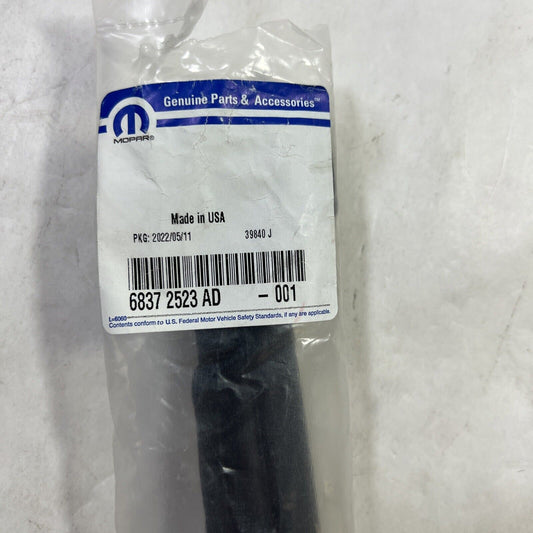 Genuine Parts & Accessories™
MOPAR®
Made in USA
PKG: 2022/05/11 39840 J
6837 2523 AD - 001
L=6060
Contents conform to U.S. Federal Motor Vehicle Safety Standards, if any are applicable.